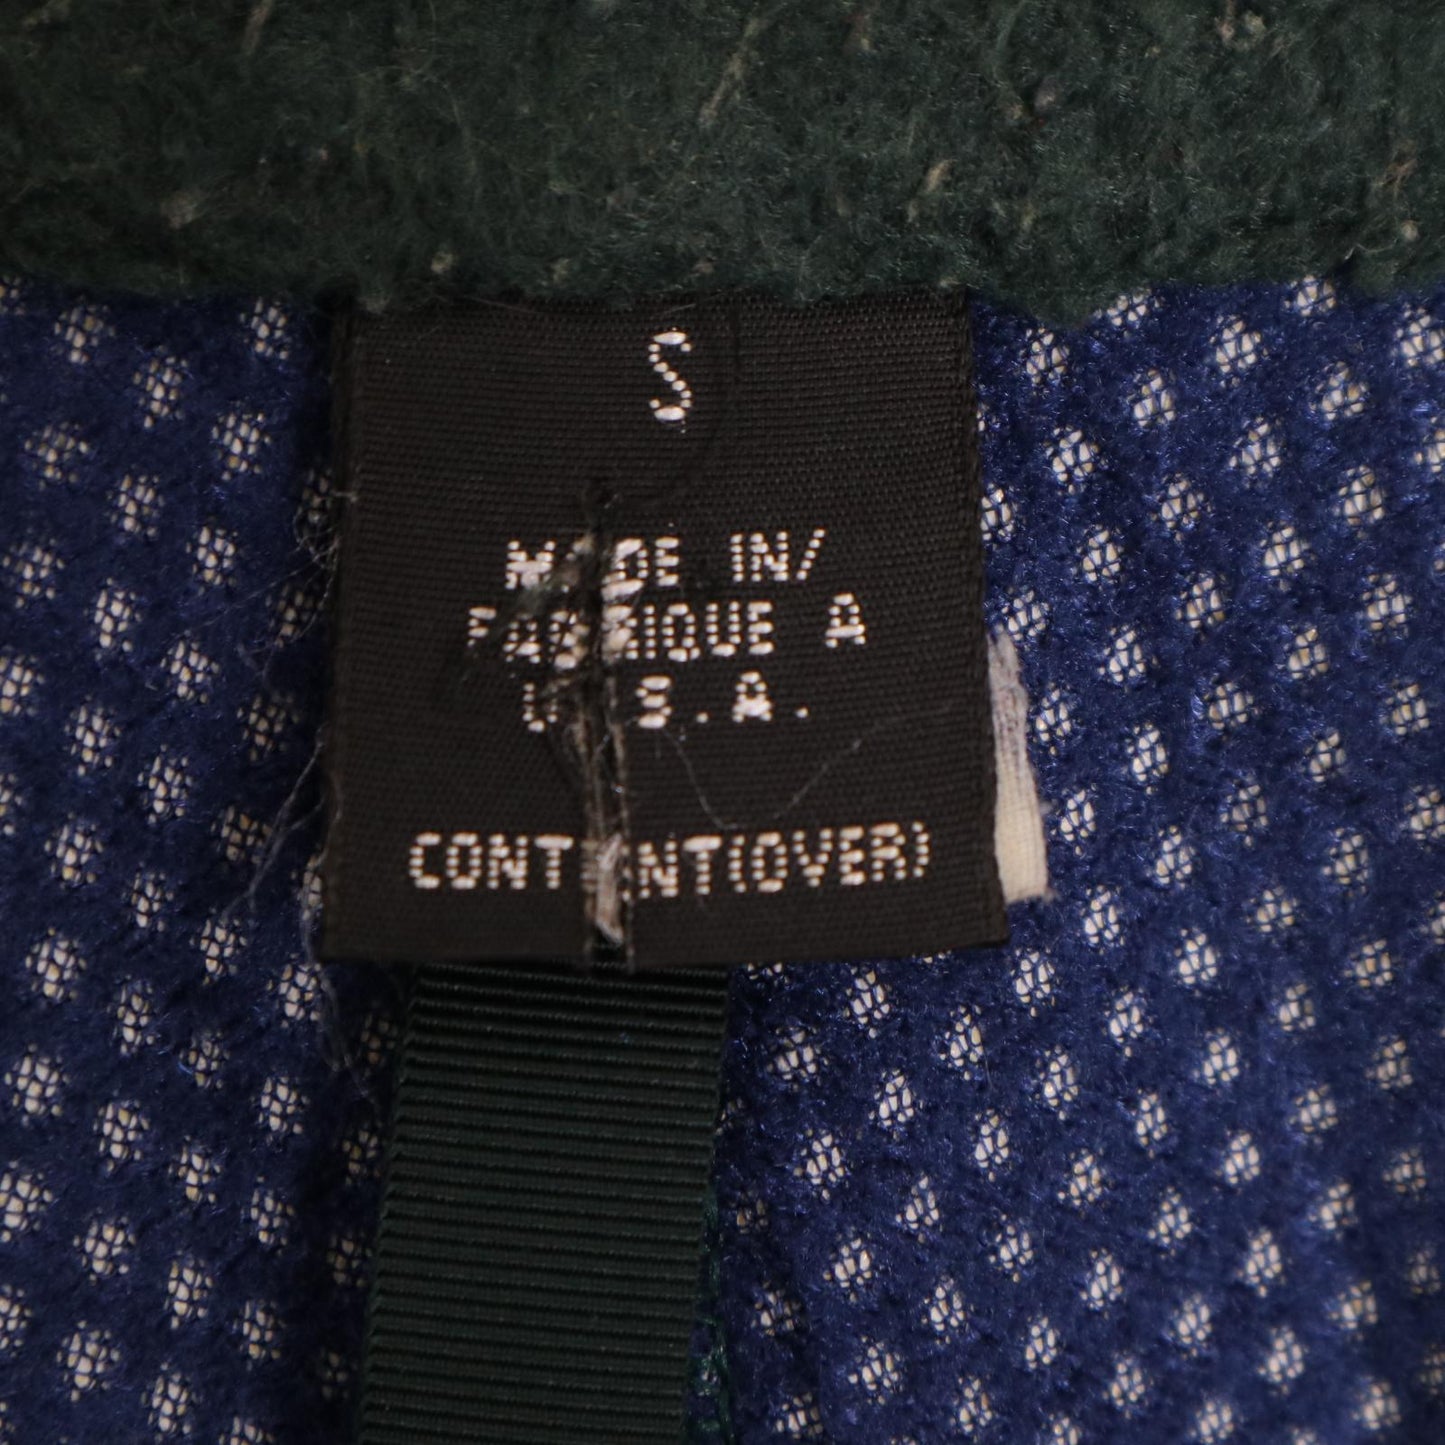 S
MADE IN/
FABRIQUE A
U.S.A.
CONTENT(OVER)